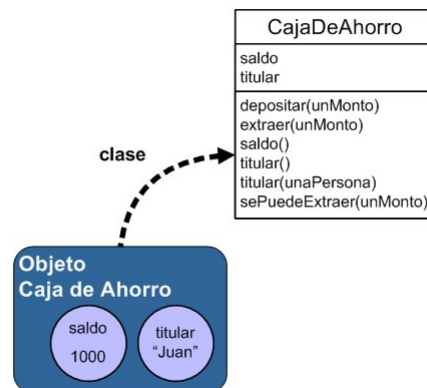 CajaDeAhorro
saldo
titular
depositar(unMonto)
extraer(unMonto)
saldo()
titular()
titular(unaPersona)
sePuedeExtraer(unMonto)
clase
Objeto
Caja de Ahorro
saldo
1000
titular
“Juan”